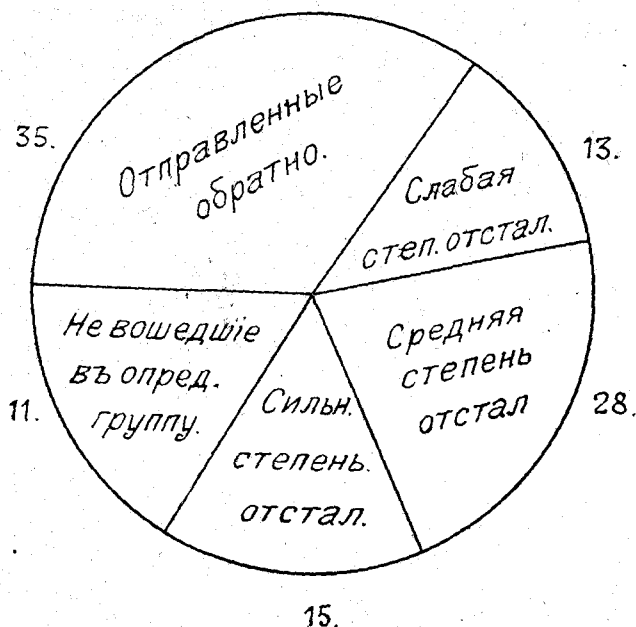 35.
Отправленные
обратно.
13.
Слабая
степ. отстал.
Средняя
степень
отстал
28.
Сильн.
степень.
отстал.
15.
Не вошедшіе
въ опред.
группу.
11.